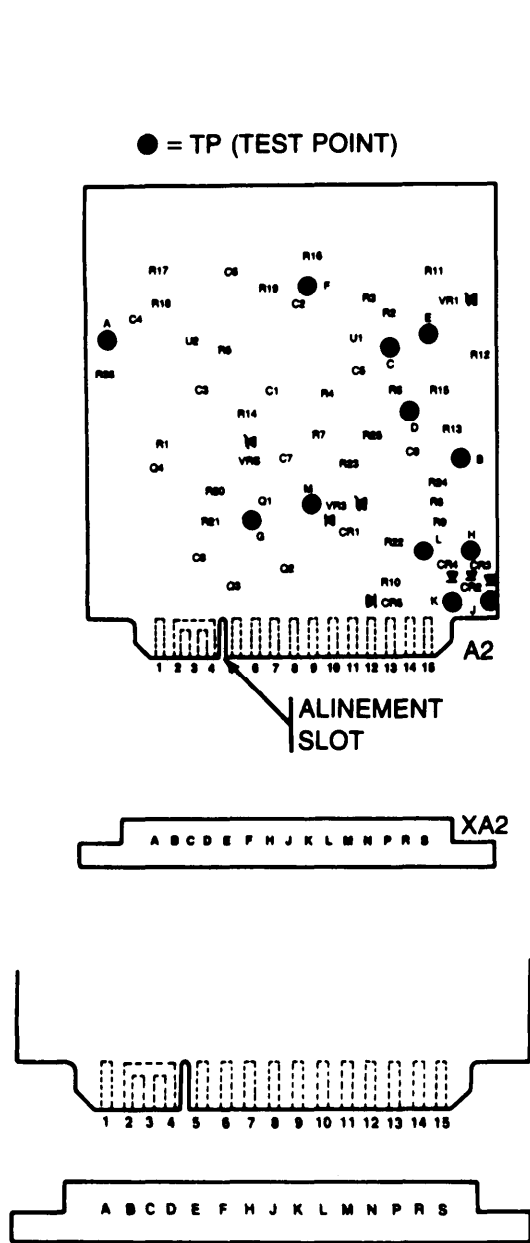 ● = TP (TEST POINT)
R16
R17 C6 R11
R19 F R3 VR1
R18 C2 R2
A C4 E
U2 U1
R5 C R12
C5
C3 C1 R4 R6 R15
R14 D R13
R7 R25
R1 C9
VR5 C7 R23 B
Q4
R20 M R24
Q1 VR3 R8
R21 CR1 R9
G R22 L H
Q2 CR4 CR3
Q3 R10 CR2
CR5 K J
1 2 3 4 6 7 8 9 10 11 12 13 14 15
A2
ALINEMENT
SLOT
XA2
A B C D E F H J K L M N P R S
1 2 3 4 5 6 7 8 9 10 11 12 13 14 15
A B C D E F H J K L M N P R S